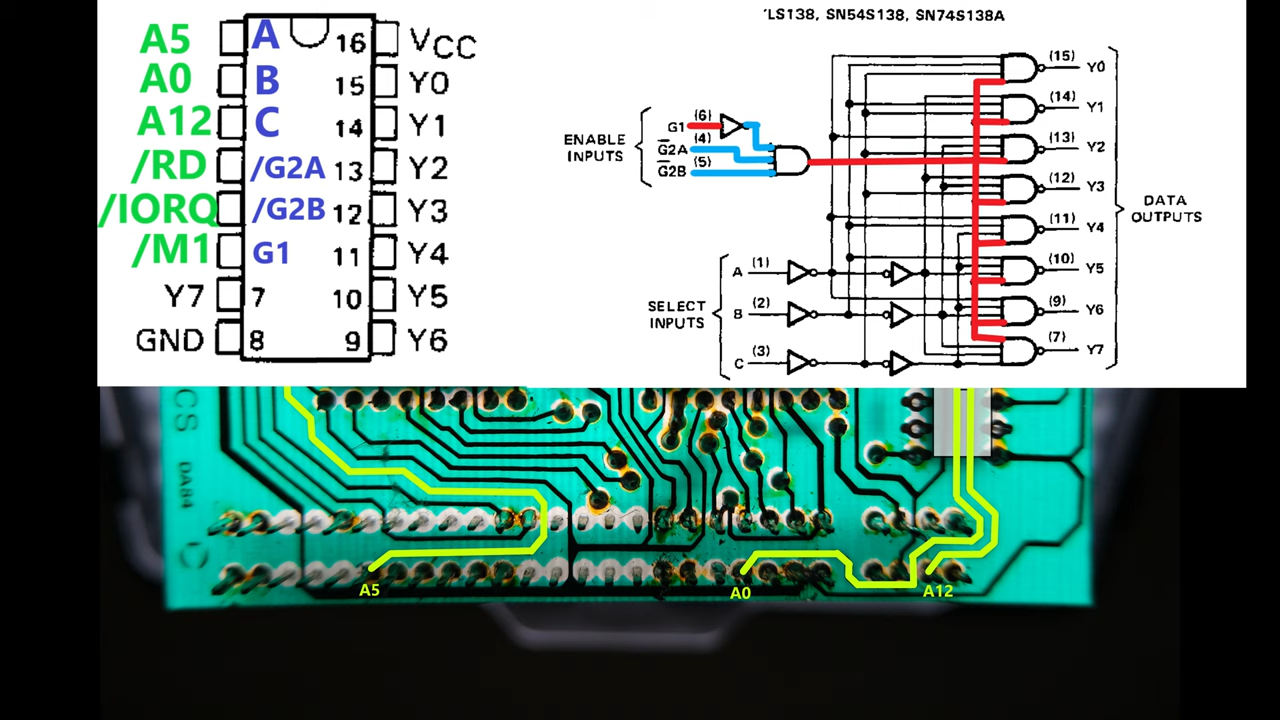 'LS138, SN54S138, SN74S138A
A5 A 16 VCC
A0 B 15 Y0
A12 C 14 Y1
/RD /G2A 13 Y2
/IORQ /G2B 12 Y3
/M1 G1 11 Y4
Y7 7 10 Y5
GND 8 9 Y6
ENABLE
INPUTS
G1 (6)
G2A (4)
G2B (5)
SELECT
INPUTS
A (1)
B (2)
C (3)
(15) Y0
(14) Y1
(13) Y2
(12) Y3
(11) Y4
(10) Y5
(9) Y6
(7) Y7
DATA
OUTPUTS
CS
DA84
C
A5
A0
A12